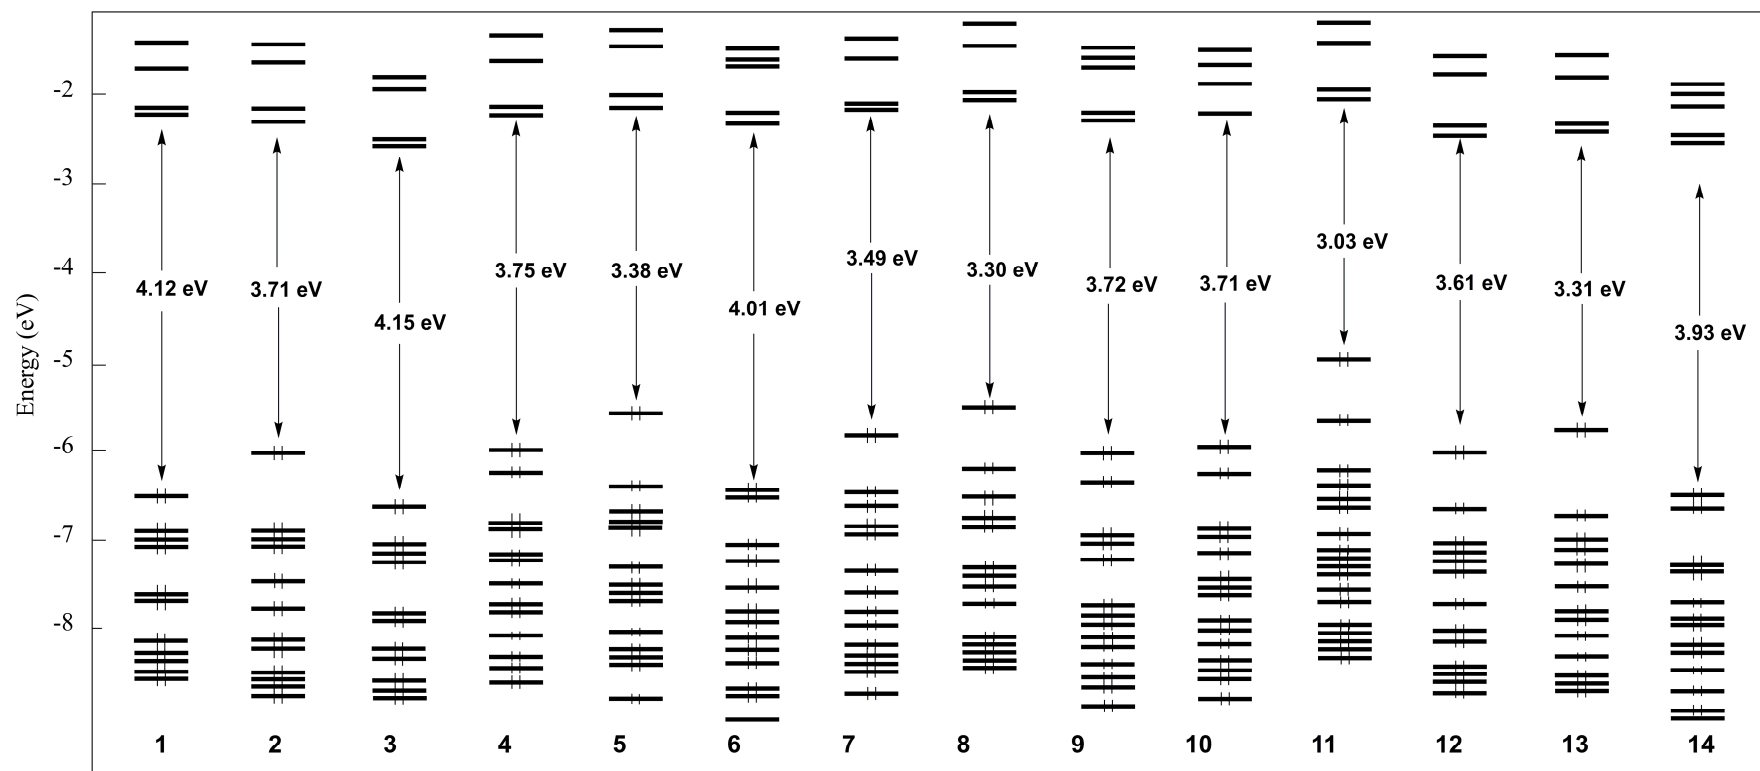 Energy (eV)
-2
-3
-4
-5
-6
-7
-8
4.12 eV
3.71 eV
4.15 eV
3.75 eV
3.38 eV
4.01 eV
3.49 eV
3.30 eV
3.72 eV
3.71 eV
3.03 eV
3.61 eV
3.31 eV
3.93 eV
1 2 3 4 5 6 7 8 9 10 11 12 13 14